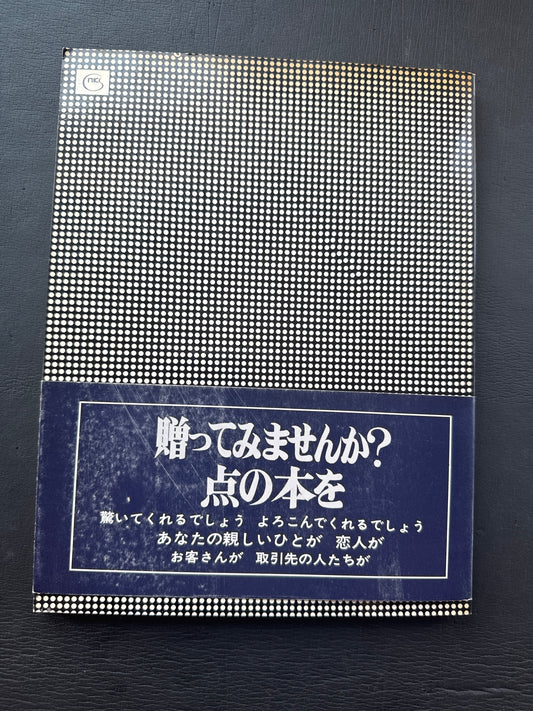 贈ってみませんか?
点の本を
驚いてくれるでしょう よろこんでくれるでしょう
あなたの親しいひとが 恋人が
お客さんが 取引先の人たちが